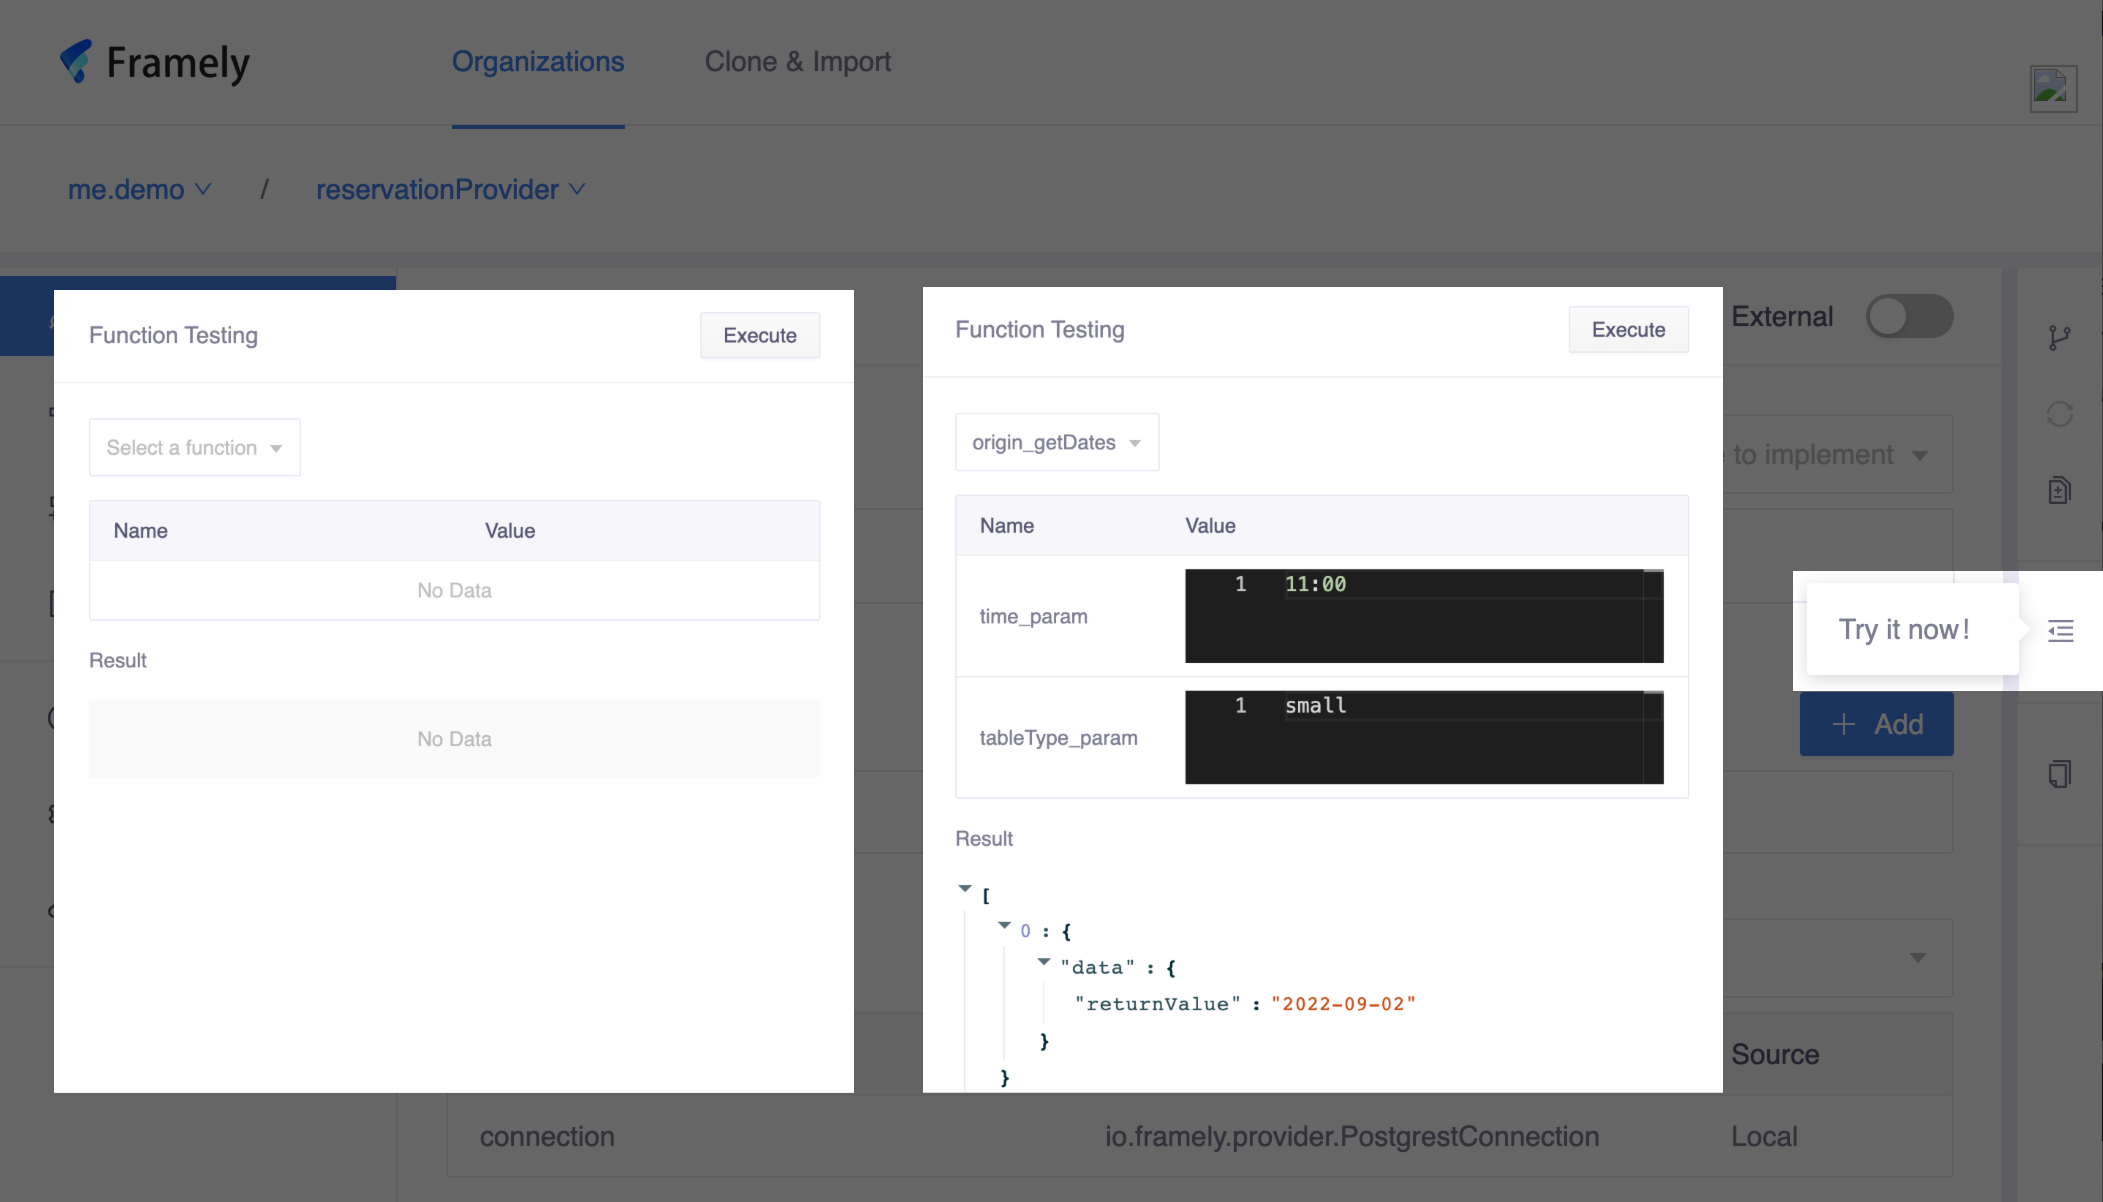 Framely
Organizations
Clone & Import
me.demo / reservationProvider
External
to implement
Function Testing
Execute
Select a function
Name Value
No Data
Result
No Data
Function Testing
Execute
origin_getDates
Name Value
time_param
1 11:00
tableType_param
1 small
Result
[
0 : {
"data" : {
"returnValue" : "2022-09-02"
}
}
Try it now!
+ Add
Source
connection io.framely.provider.PostgrestConnection Local